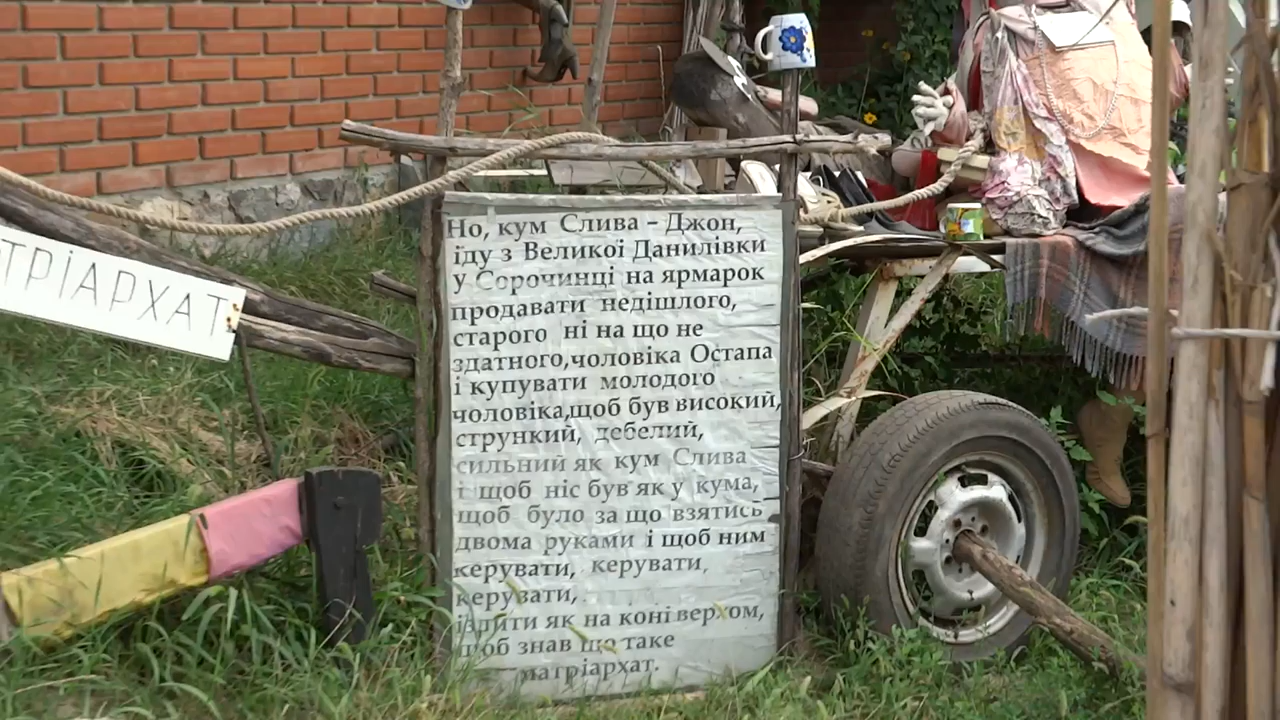 ТРІАРХАТ
Но, кум Слива – Джон,
іду з Великої Данилівки
у Сорочинці на ярмарок
продавати недішлого,
старого ні на що не
здатного,чоловіка Остапа
і купувати молодого
чоловіка,щоб був високий,
стрункий, дебелий,
сильний як кум Слива
і щоб ніс був як у кума,
щоб було за що взятись
двома руками і щоб ним
керувати, керувати,
керувати,
їздити як на коні верхом,
щоб знав що таке
матріархат.